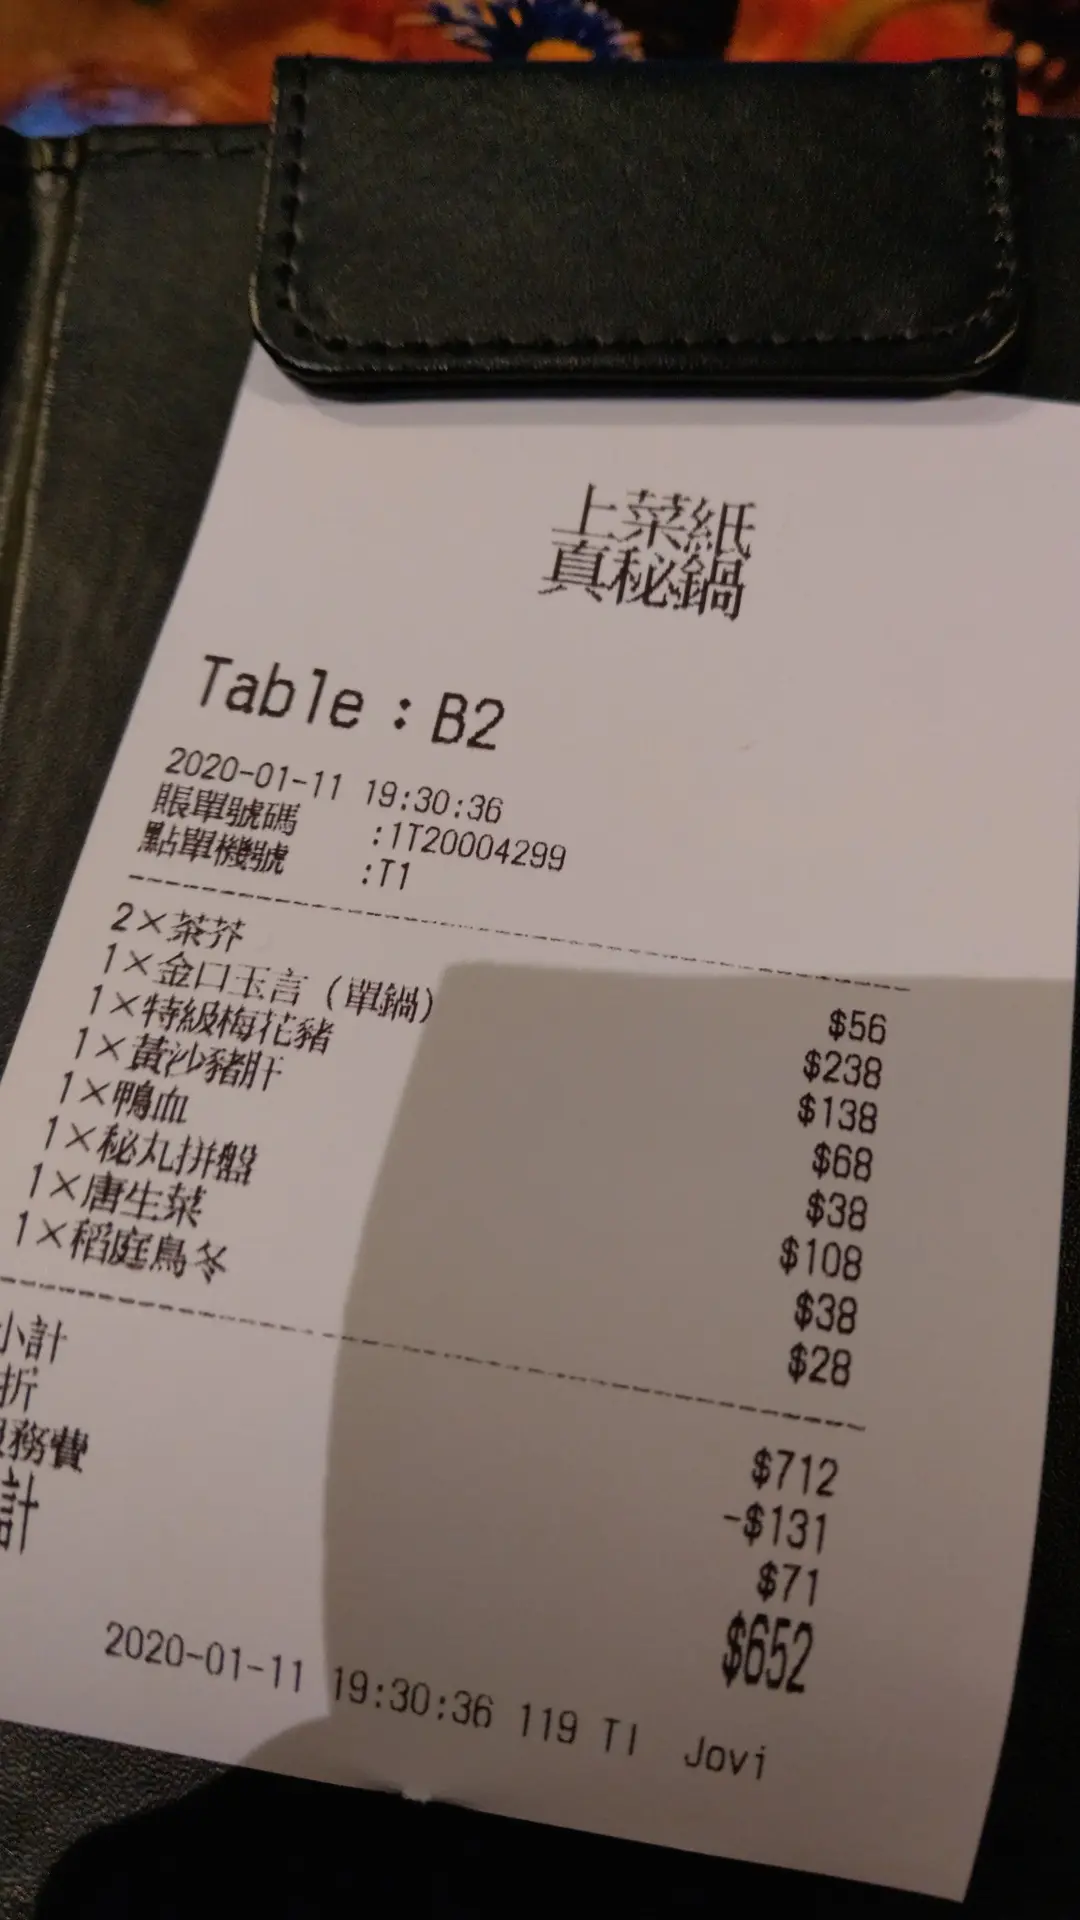 上菜紙
真秘鍋
Table：B2
2020-01-11 19:30:36
賬單號碼 :1T20004299
點單機號 :T1
2×茶芥 $56
1×金口玉言（單鍋） $238
1×特級梅花豬 $138
1×黃沙豬肝 $68
1×鴨血 $38
1×秘丸拼盤 $108
1×唐生菜 $38
1×稻庭烏冬 $28
小計 $712
折 -$131
服務費 $71
計 $652
2020-01-11 19:30:36 119 T1 Jovi